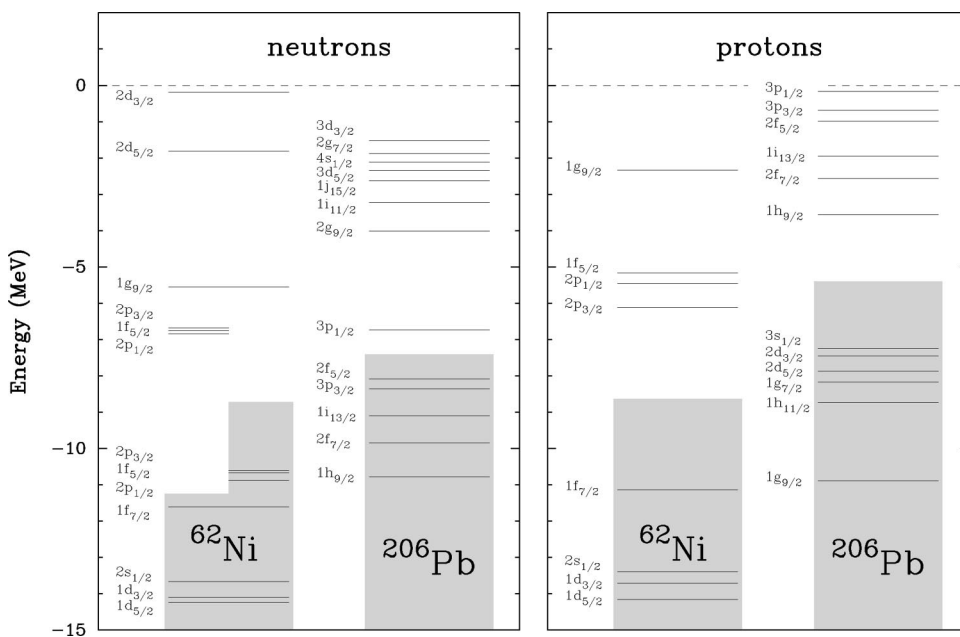 neutrons
protons
Energy (MeV)
0
−5
−10
−15
2d3/2
2d5/2
1g9/2
2p3/2
1f5/2
2p1/2
2p3/2
1f5/2
2p1/2
1f7/2
2s1/2
1d3/2
1d5/2
62Ni
3d3/2
2g7/2
4s1/2
3d5/2
1j15/2
1i11/2
2g9/2
3p1/2
2f5/2
3p3/2
1i13/2
2f7/2
1h9/2
206Pb
1g9/2
1f5/2
2p1/2
2p3/2
1f7/2
2s1/2
1d3/2
1d5/2
62Ni
3p1/2
3p3/2
2f5/2
1i13/2
2f7/2
1h9/2
3s1/2
2d3/2
2d5/2
1g7/2
1h11/2
1g9/2
206Pb